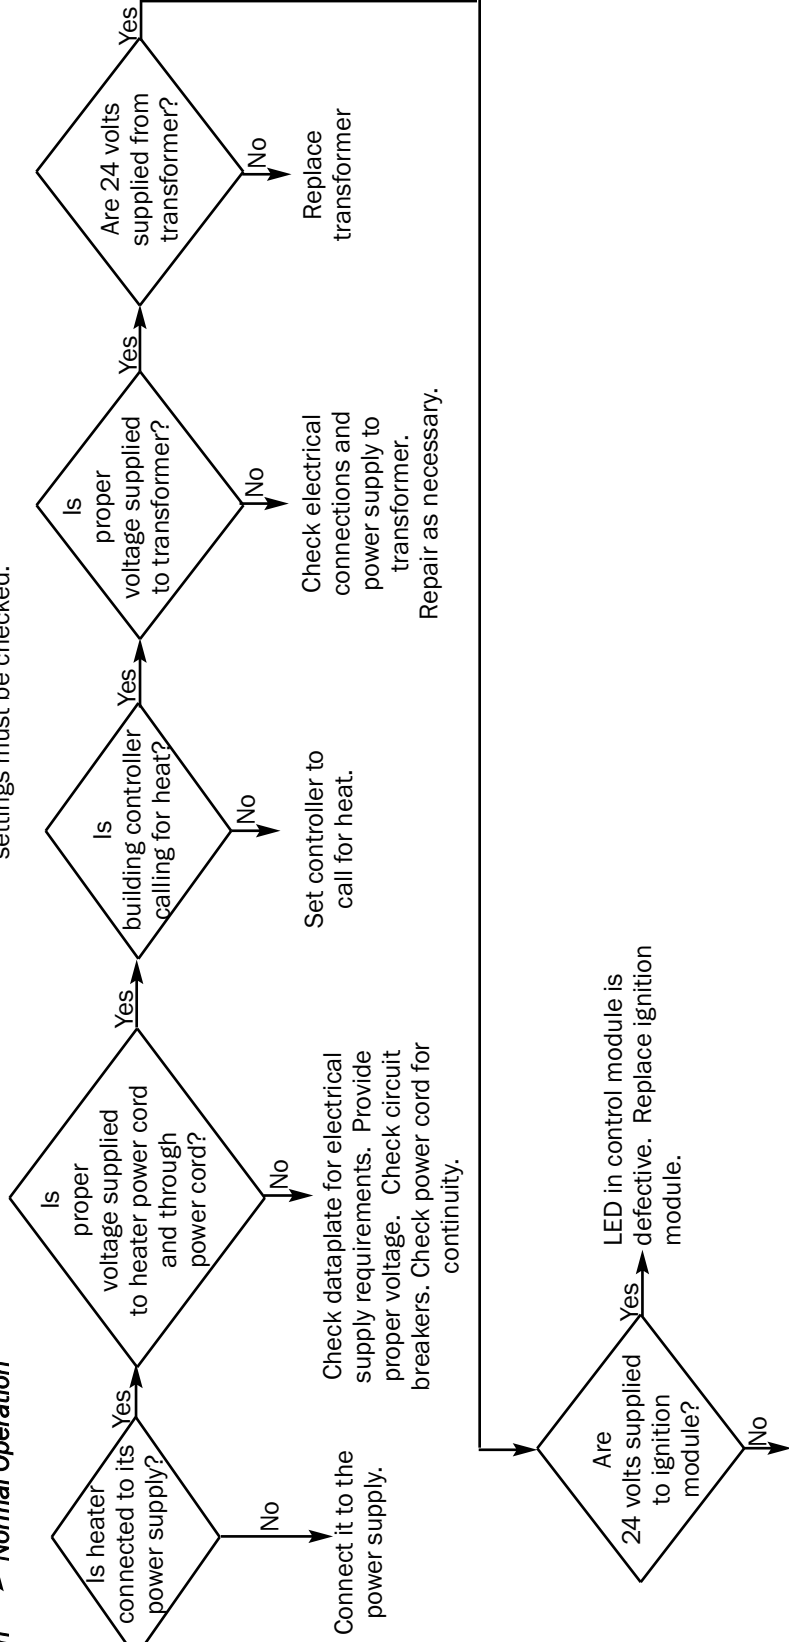 Normal Operation
settings must be checked.
Is heater
connected to its
power supply?
Yes
No
Connect it to the
power supply.
Is
proper
voltage supplied
to heater power cord
and through
power cord?
Yes
No
Check dataplate for electrical
supply requirements.  Provide
proper voltage.  Check circuit
breakers. Check power cord for
continuity.
Is
building controller
calling for heat?
Yes
No
Set controller to
call for heat.
Is
proper
voltage supplied
to transformer?
Yes
No
Check electrical
connections and
power supply to
transformer.
Repair as necessary.
Are 24 volts
supplied from
transformer?
Yes
No
Replace
transformer
Are
24 volts supplied
to ignition
module?
Yes
No
LED in control module is
defective.  Replace ignition
module.